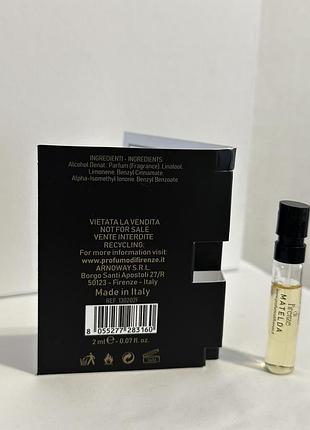 INGREDIENTI - INGREDIENTS:
Alcohol Denat., Parfum (Fragrance), Linalool,
Limonene, Benzyl Cinnamate,
Alpha-Isomethyl Ionone, Benzyl Benzoate
VIETATA LA VENDITA
NOT FOR SALE
VENTE INTERDITE
RECYCLING:
For more information visit:
www.profumodifirenze.it
ARNOWAY S.R.L.
Borgo Santi Apostoli 27/R
50123 - Firenze - Italy
Made in Italy
REF. 130202F
8 055277 283160
2 ml ℮ - 0.07 fl. oz.
MATELDA